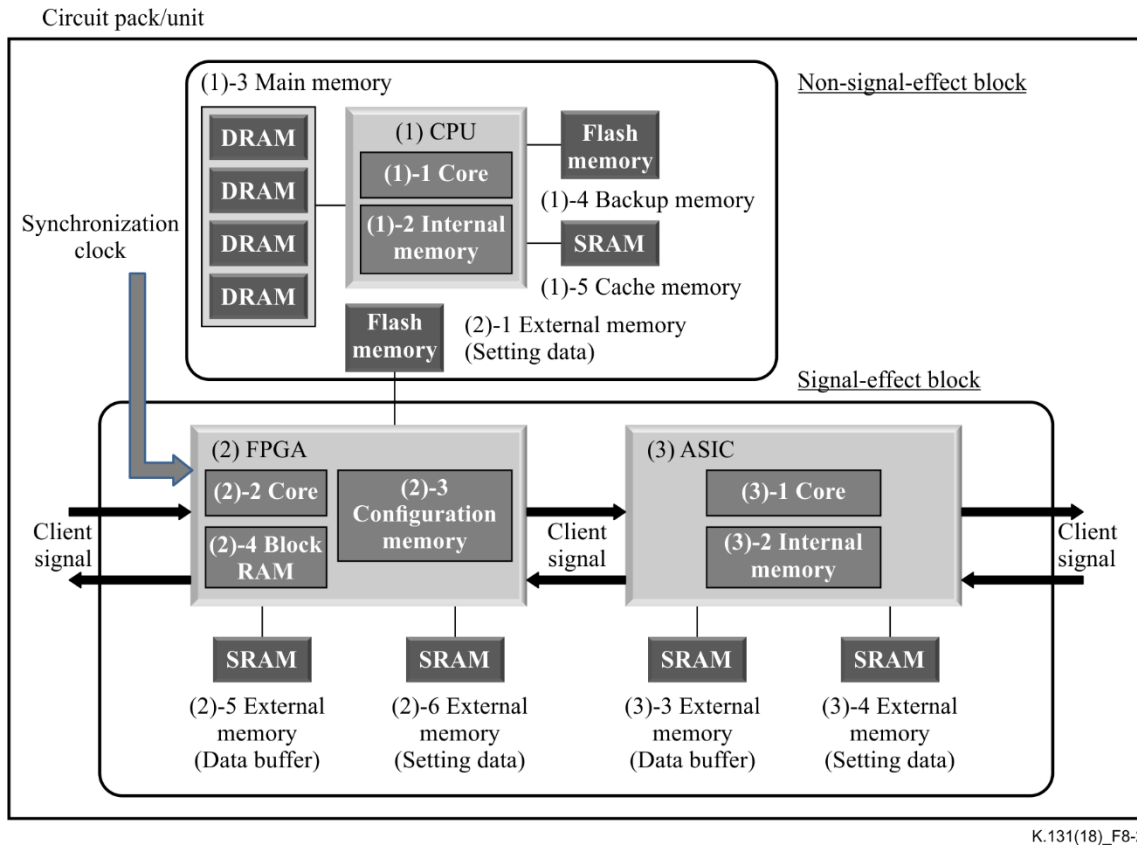 Circuit pack/unit
(1)-3 Main memory
Non-signal-effect block
DRAM
DRAM
DRAM
DRAM
(1) CPU
(1)-1 Core
(1)-2 Internal
memory
Flash
memory
(1)-4 Backup memory
SRAM
(1)-5 Cache memory
Synchronization
clock
Flash
memory
(2)-1 External memory
(Setting data)
Signal-effect block
(2) FPGA
(2)-2 Core
(2)-3
Configuration
memory
(2)-4 Block
RAM
(3) ASIC
(3)-1 Core
(3)-2 Internal
memory
Client
signal
Client
signal
Client
signal
SRAM
(2)-5 External
memory
(Data buffer)
SRAM
(2)-6 External
memory
(Setting data)
SRAM
(3)-3 External
memory
(Data buffer)
SRAM
(3)-4 External
memory
(Setting data)